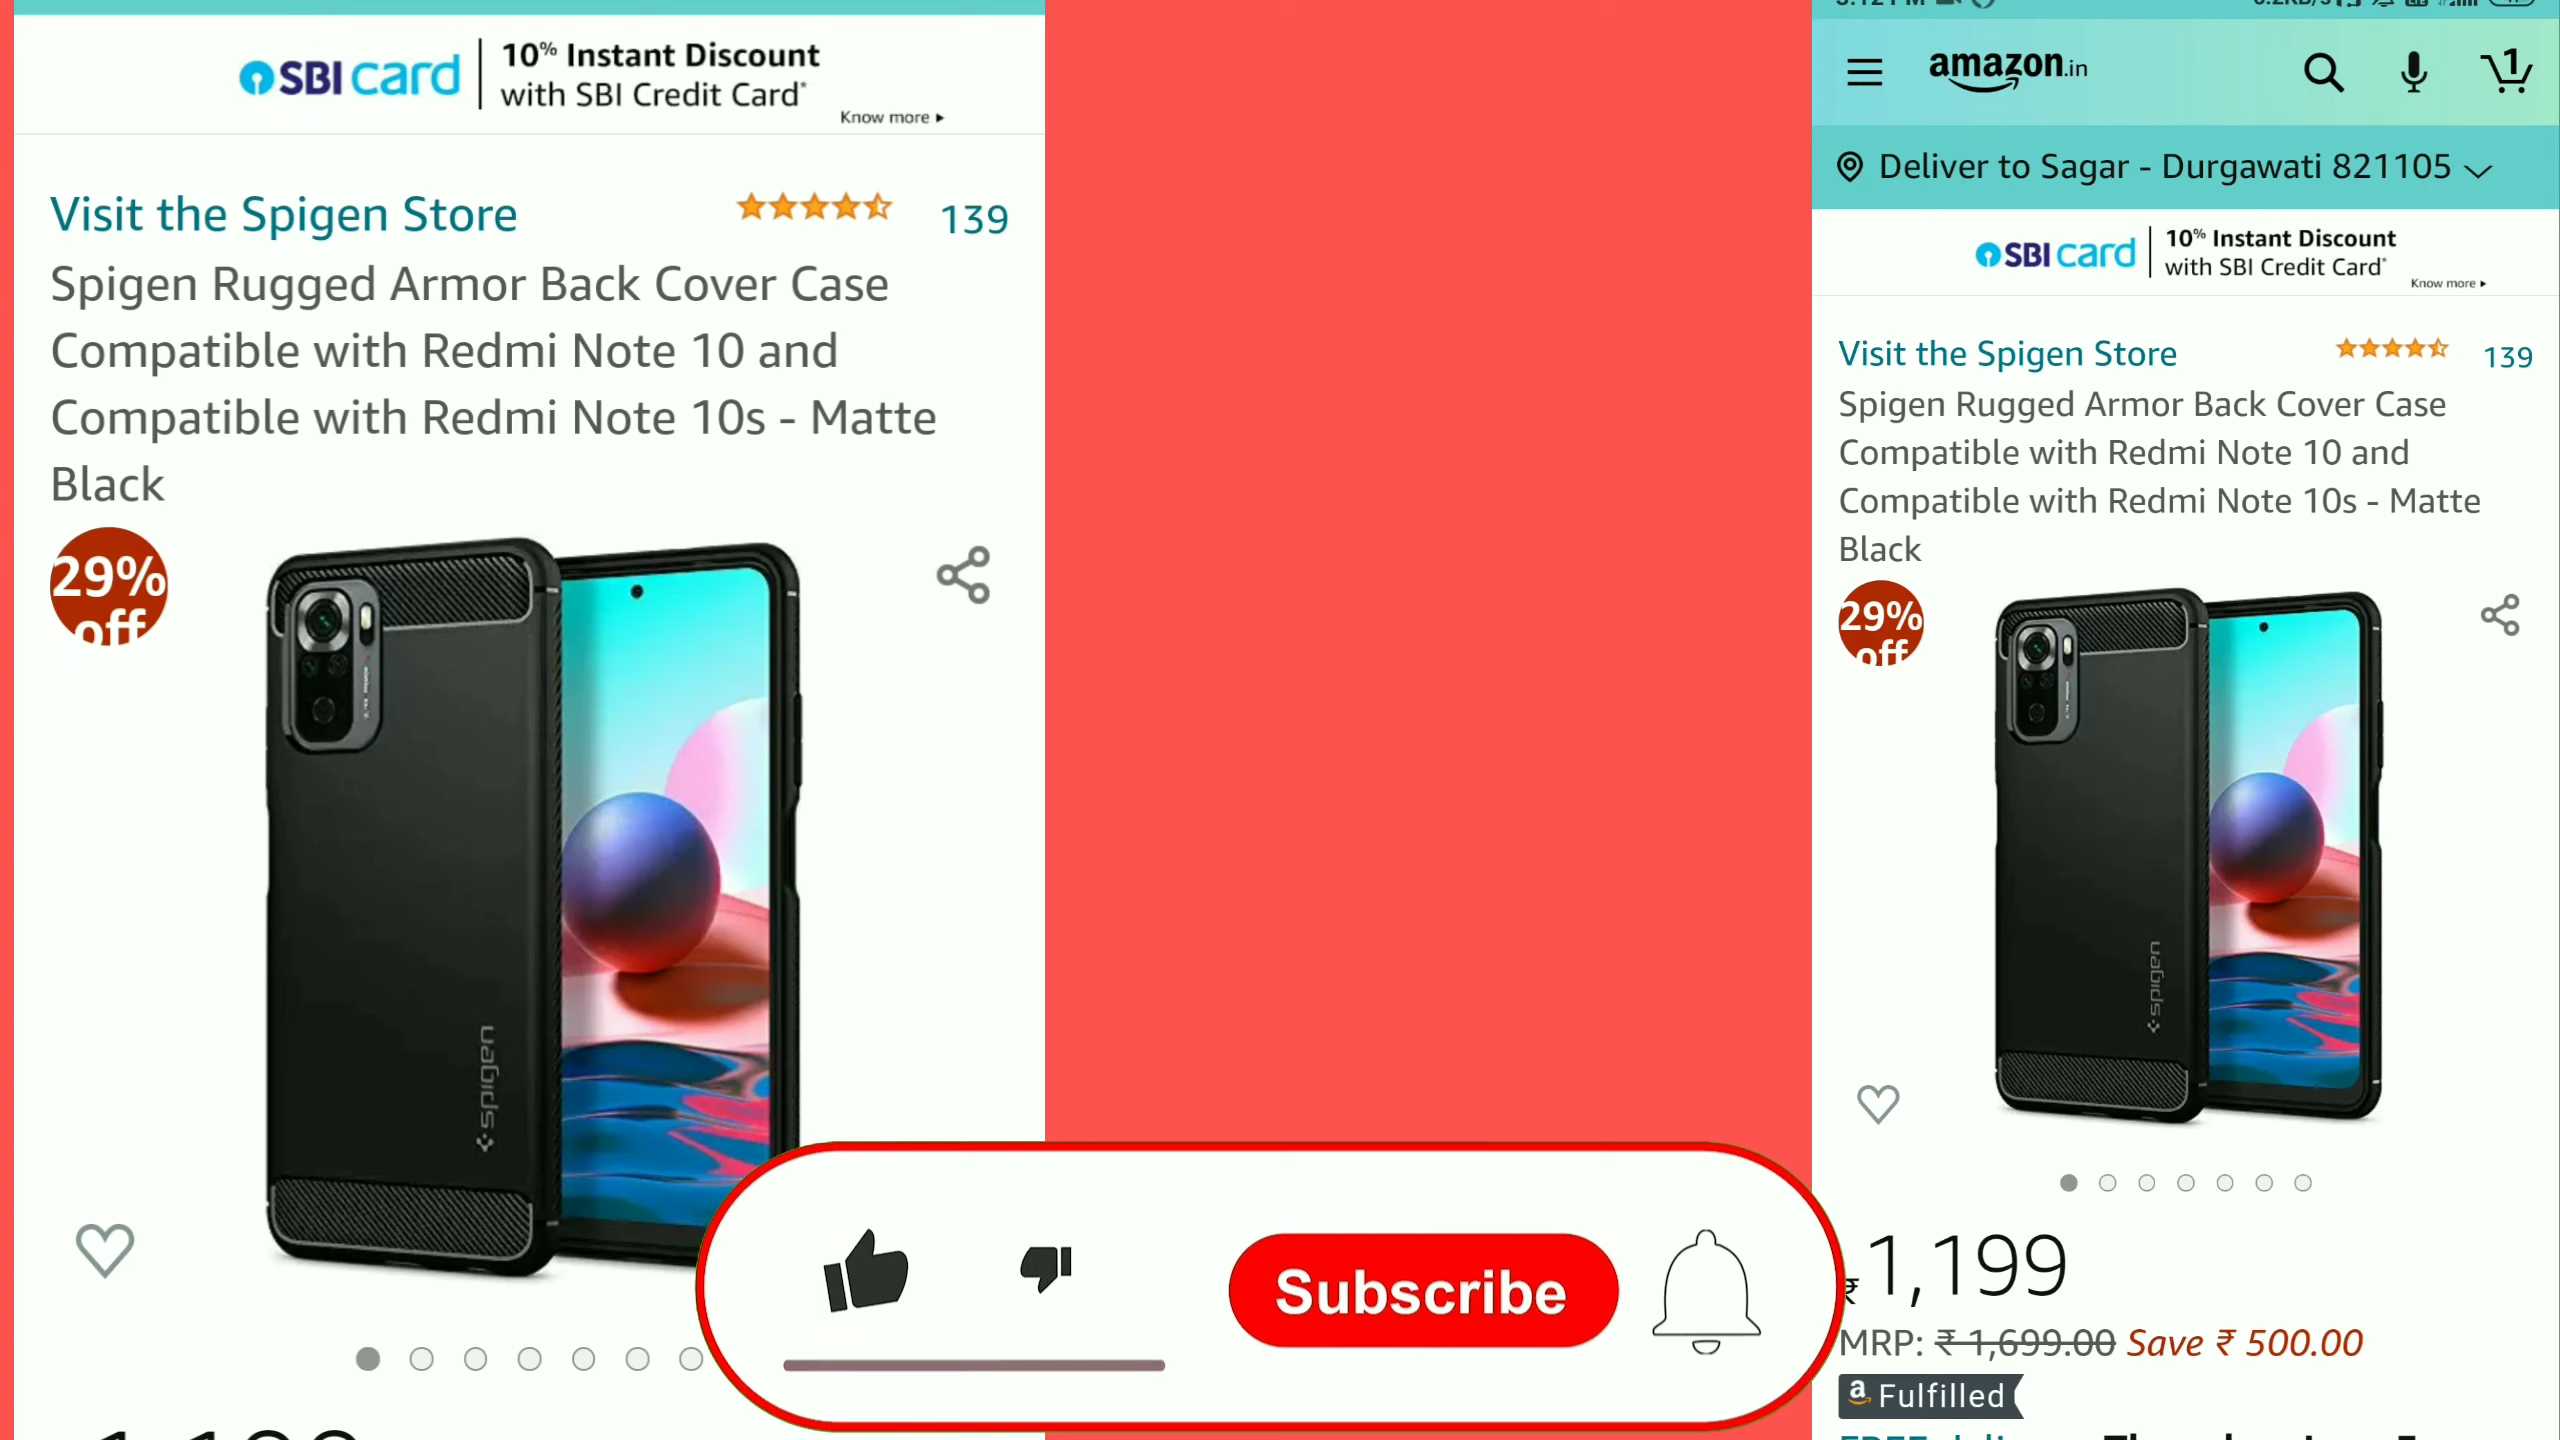 SBI card
10% Instant Discount
with SBI Credit Card*
Know more
Visit the Spigen Store 139
Spigen Rugged Armor Back Cover Case
Compatible with Redmi Note 10 and
Compatible with Redmi Note 10s - Matte
Black
29%
off
spigen
Subscribe
amazon.in
1
Deliver to Sagar - Durgawati 821105
SBI card
10% Instant Discount
with SBI Credit Card*
Know more
Visit the Spigen Store 139
Spigen Rugged Armor Back Cover Case
Compatible with Redmi Note 10 and
Compatible with Redmi Note 10s - Matte
Black
29%
off
spigen
₹1,199
MRP: ₹ 1,699.00 Save ₹ 500.00
a Fulfilled